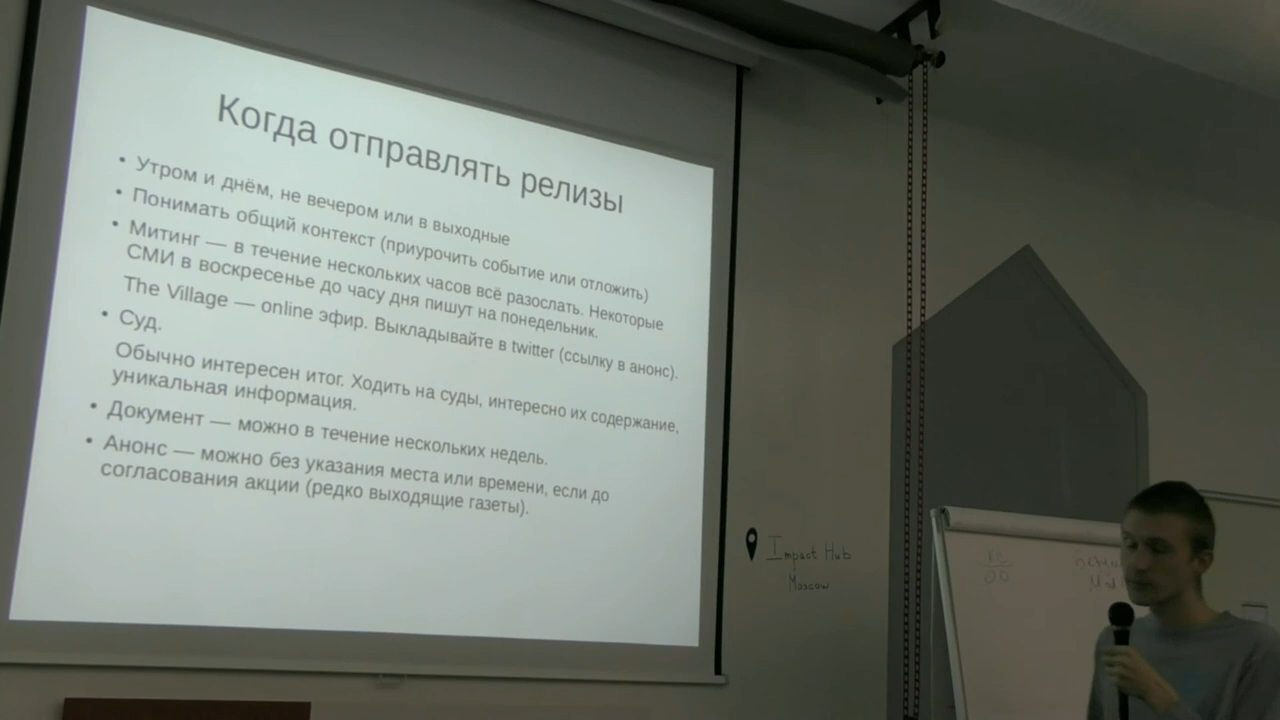 Когда отправлять релизы
• Утром и днём, не вечером или в выходные
• Понимать общий контекст (приурочить событие или отложить)
• Митинг — в течение нескольких часов всё разослать. Некоторые
СМИ в воскресенье до часу дня пишут на понедельник.
The Village — online эфир. Выкладывайте в twitter (ссылку в анонс).
• Суд.
Обычно интересен итог. Ходить на суды, интересно их содержание,
уникальная информация.
• Документ — можно в течение нескольких недель.
• Анонс — можно без указания места или времени, если до
согласования акции (редко выходящие газеты).
Impact Hub
Moscow